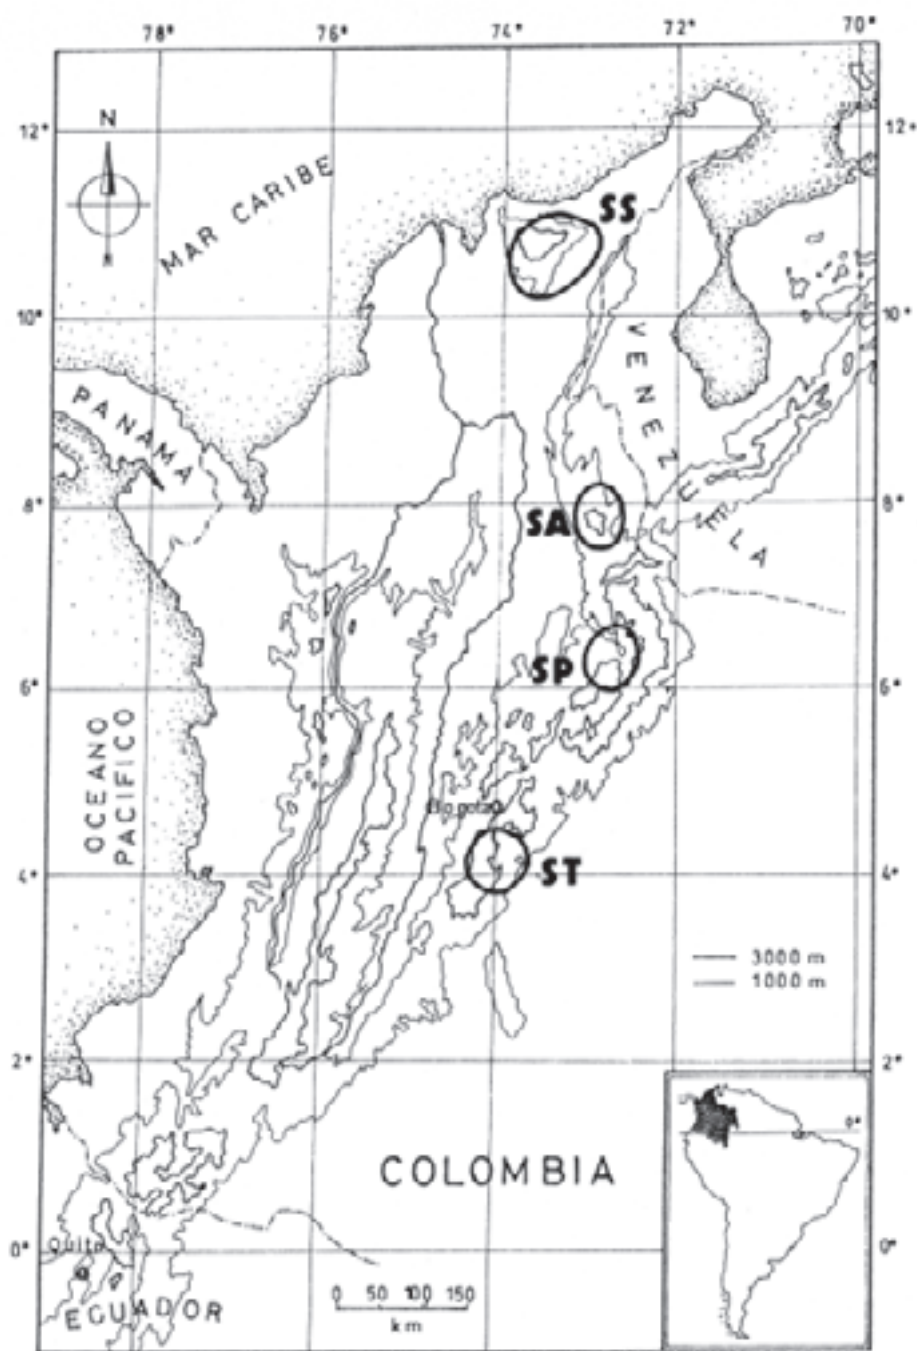 78° 76° 74° 72° 70°
N
12° 12°
MAR CARIBE
SS
10° 10°
VENEZUELA
PANAMA
8° 8°
SA
SP
6° 6°
OCEANO
PACIFICO
ST
4° 4°
3000 m
1000 m
2° 2°
0°
COLOMBIA
0° 0°
Quito
ECUADOR
0 50 100 150
km